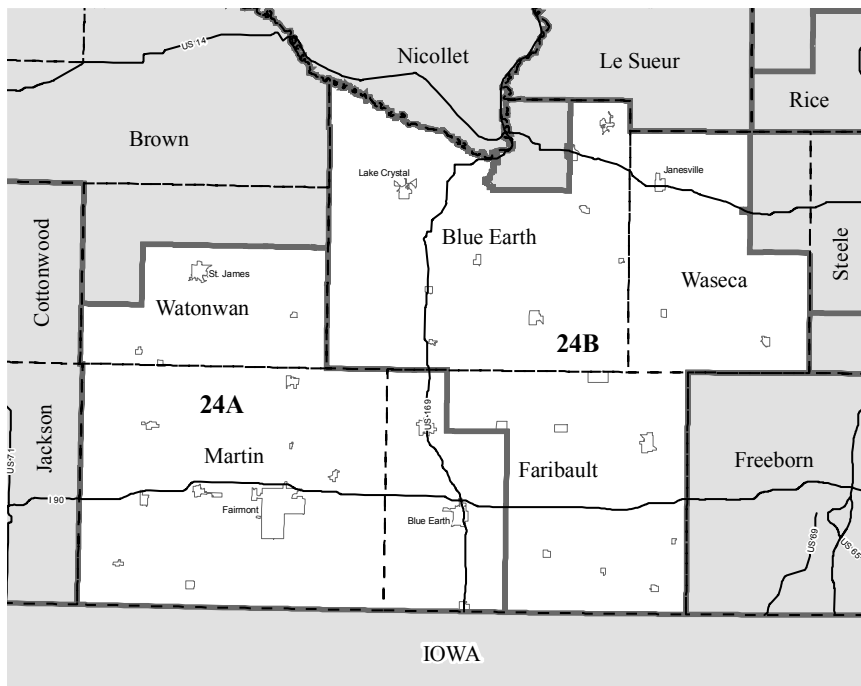 US 14
Nicollet
Le Sueur
Rice
Brown
Lake Crystal
Janesville
Cottonwood
Blue Earth
Steele
St. James
Waseca
Watonwan
24B
24A
US 169
Jackson
US 71
Martin
Faribault
Freeborn
I 90
Fairmont
Blue Earth
US 69
US 65
IOWA